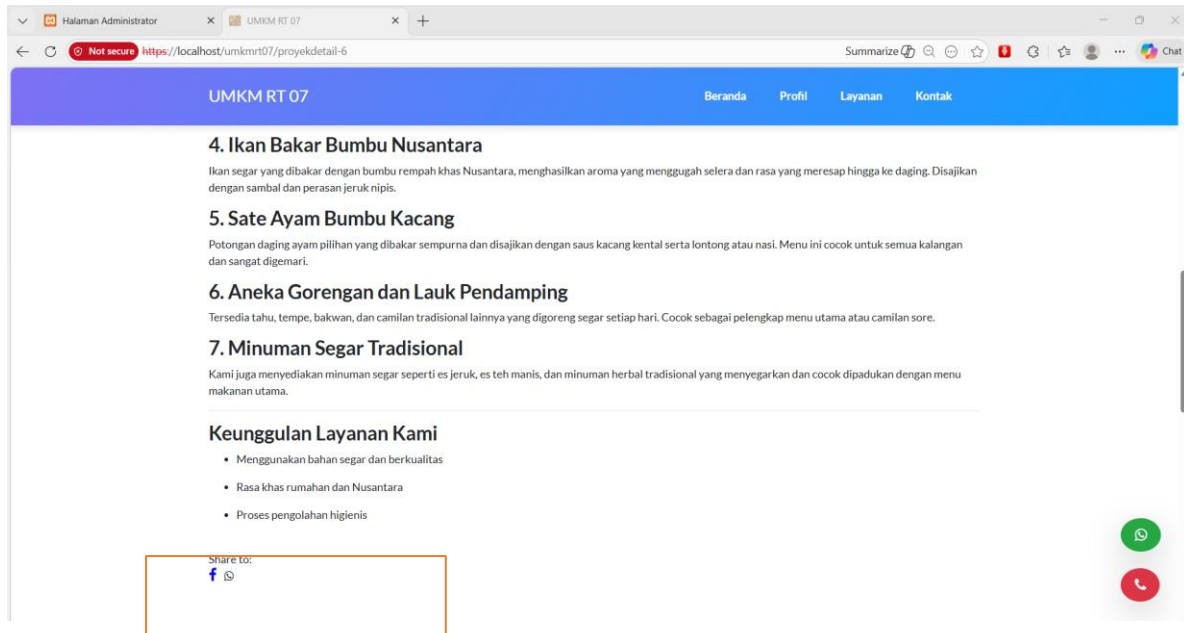 Halaman Administrator
UMKM RT 07
Not secure https://localhost/umkmrt07/proyekdetail-6
Summarize
Chat
UMKM RT 07
Beranda Profil Layanan Kontak
4. Ikan Bakar Bumbu Nusantara
Ikan segar yang dibakar dengan bumbu rempah khas Nusantara, menghasilkan aroma yang menggugah selera dan rasa yang meresap hingga ke daging. Disajikan
dengan sambal dan perasan jeruk nipis.
5. Sate Ayam Bumbu Kacang
Potongan daging ayam pilihan yang dibakar sempurna dan disajikan dengan saus kacang kental serta lontong atau nasi. Menu ini cocok untuk semua kalangan
dan sangat digemari.
6. Aneka Gorengan dan Lauk Pendamping
Tersedia tahu, tempe, bakwan, dan camilan tradisional lainnya yang digoreng segar setiap hari. Cocok sebagai pelengkap menu utama atau camilan sore.
7. Minuman Segar Tradisional
Kami juga menyediakan minuman segar seperti es jeruk, es teh manis, dan minuman herbal tradisional yang menyegarkan dan cocok dipadukan dengan menu
makanan utama.
Keunggulan Layanan Kami
• Menggunakan bahan segar dan berkualitas
• Rasa khas rumahan dan Nusantara
• Proses pengolahan higienis
Share to: